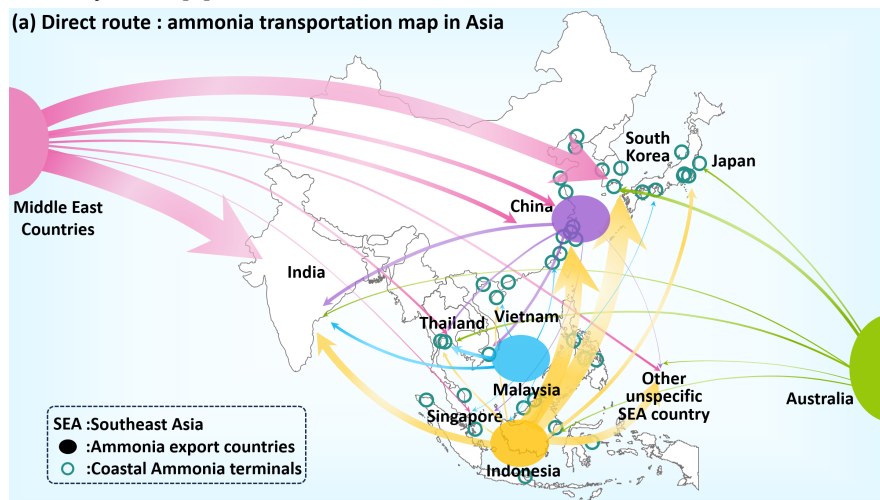 (a) Direct route : ammonia transportation map in Asia
South
Korea
Japan
Middle East
Countries
China
India
Vietnam
Thailand
Malaysia
Other
unspecific
SEA country
Australia
Singapore
Indonesia
SEA :Southeast Asia
:Ammonia export countries
:Coastal Ammonia terminals